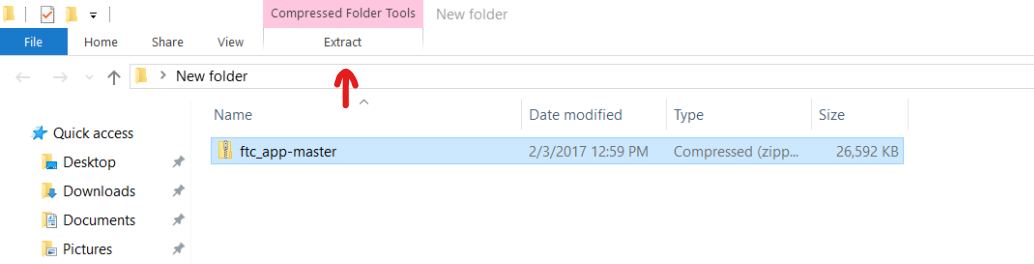 Compressed Folder Tools New folder
File Home Share View Extract
New folder
Name Date modified Type Size
Quick access
ftc_app-master 2/3/2017 12:59 PM Compressed (zipp... 26,592 KB
Desktop
Downloads
Documents
Pictures